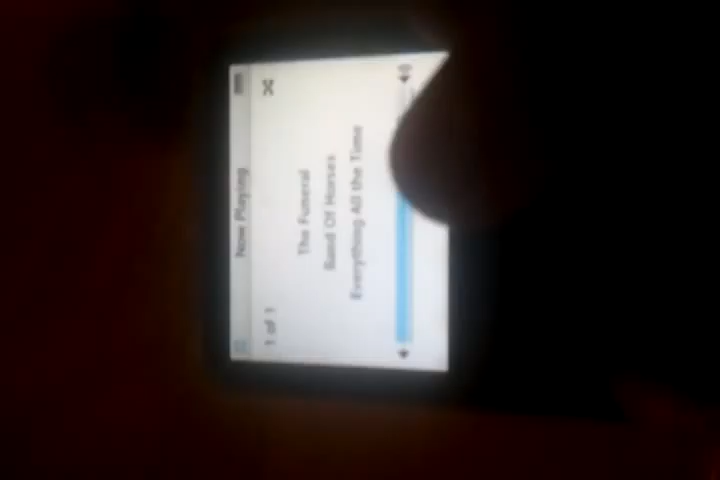 Now Playing
1 of 1
The Funeral
Band Of Horses
Everything All the Time